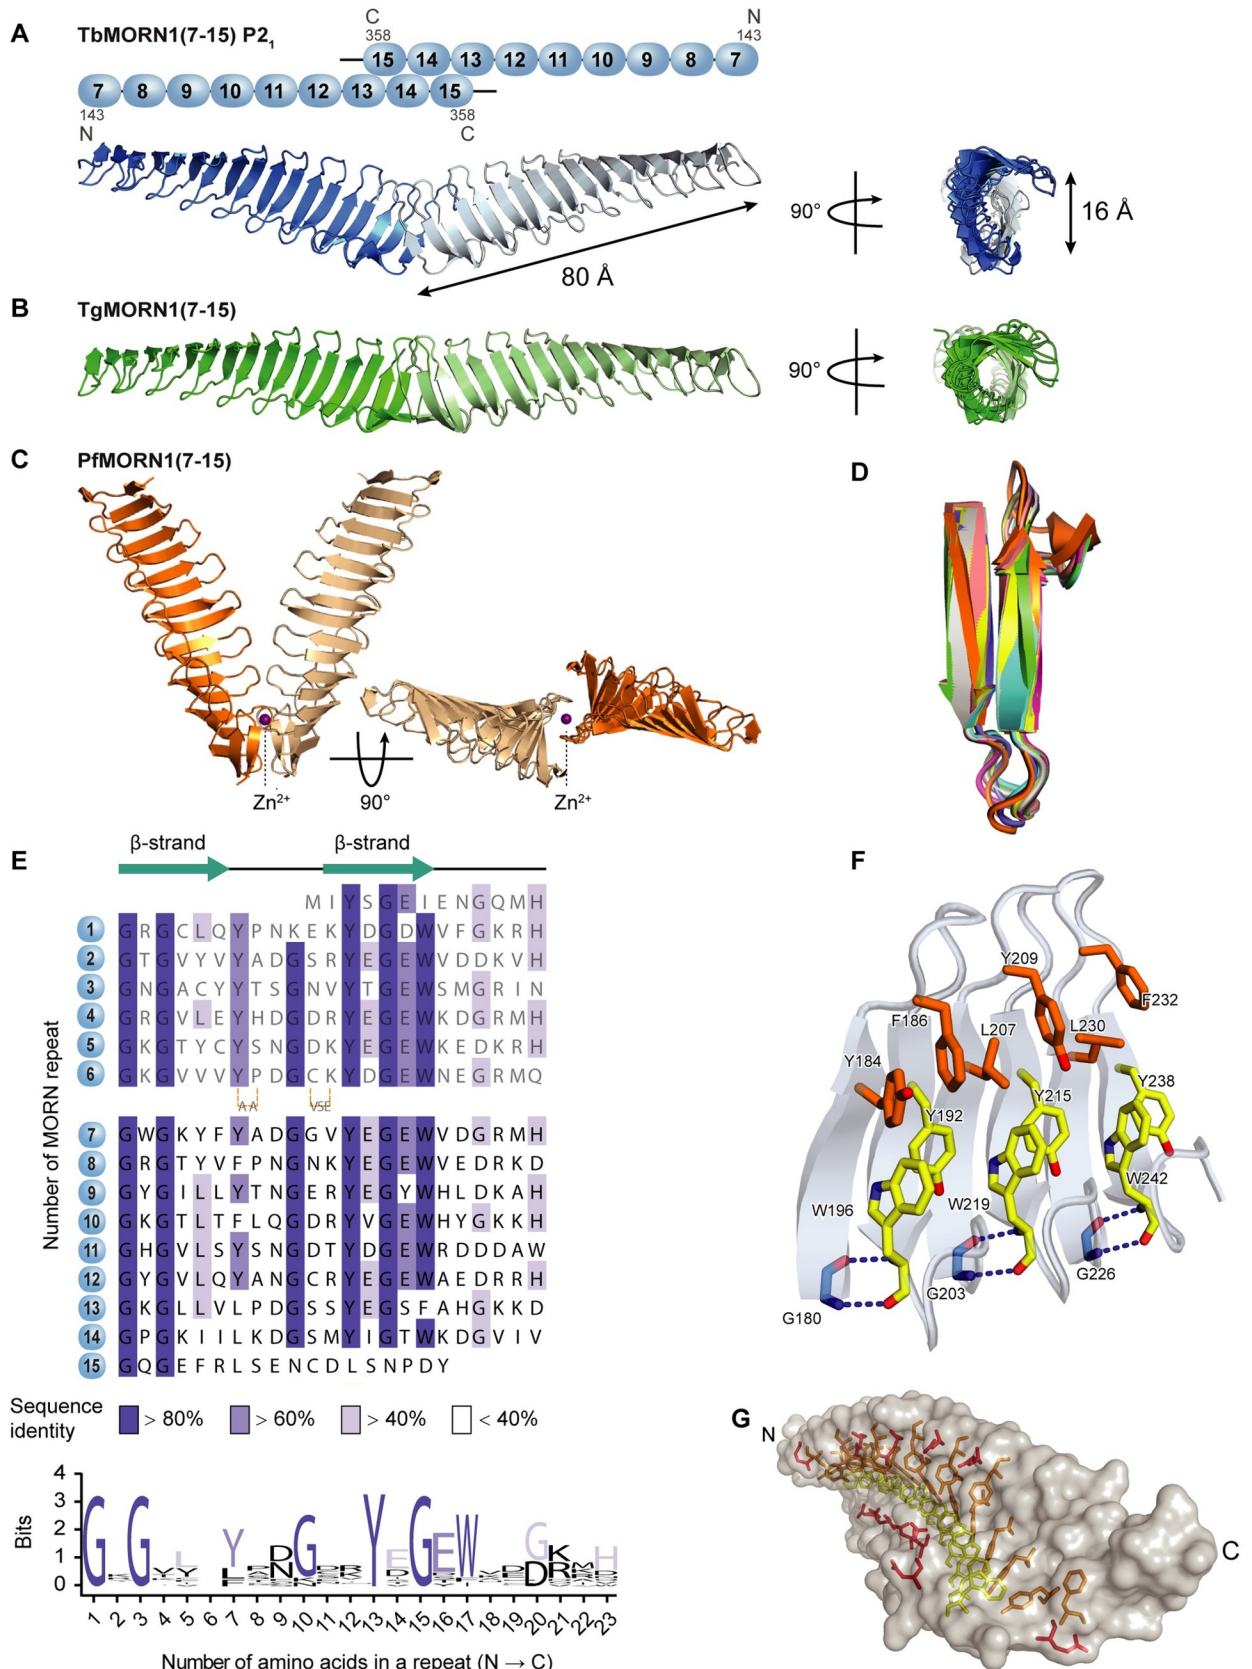 A
TbMORN1(7-15) P2₁
C
358
N
143
15 14 13 12 11 10 9 8 7
7 8 9 10 11 12 13 14 15
143
N
358
C
80 Å
90°
16 Å
B
TgMORN1(7-15)
90°
C
PfMORN1(7-15)
Zn²⁺
90°
Zn²⁺
D
E
β-strand
β-strand
Number of MORN repeat
M I Y S G E I E N G Q M H
1 G R G C L Q Y P N K E K Y D G D W V F G K R H
2 G T G V Y V Y A D G S R Y E G E W V D D K V H
3 G N G A C Y Y T S G N V Y T G E W S M G R I N
4 G R G V L E Y H D G D R Y E G E W K D G R M H
5 G K G T Y C Y S N G D K Y E G E W K E D K R H
6 G K G V V V Y P D G C K Y D G E W N E G R M Q
A A VSE
7 G W G K Y F Y A D G G V Y E G E W V D G R M H
8 G R G T Y V F P N G N K Y E G E W V E D R K D
9 G Y G I L L Y T N G E R Y E G Y W H L D K A H
10 G K G T L T F L Q G D R Y V G E W H Y G K K H
11 G H G V L S Y S N G D T Y D G E W R D D D A W
12 G Y G V L Q Y A N G C R Y E G E W A E D R R H
13 G K G L L V L P D G S S Y E G S F A H G K K D
14 G P G K I I L K D G S M Y I G T W K D G V I V
15 G Q G E F R L S E N C D L S N P D Y
Sequence
identity
> 80% > 60% > 40% < 40%
Bits
4
3
2
1
0
1 2 3 4 5 6 7 8 9 10 11 12 13 14 15 16 17 18 19 20 21 22 23
Number of amino acids in a repeat (N → C)
F
Y209
F232
F186
L207
L230
Y184
Y192
Y215
Y238
W196
W219
W242
G180
G203
G226
G
N
C